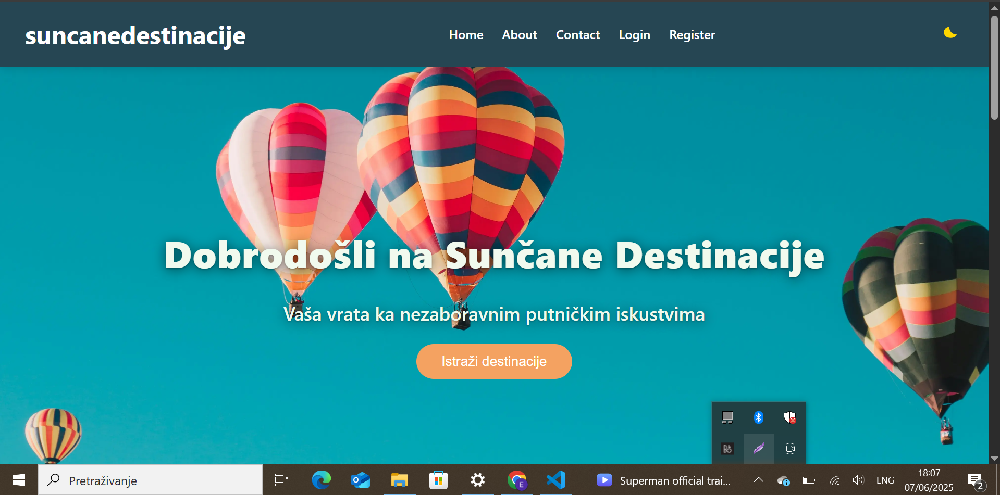 suncanedestinacije
Home About Contact Login Register
Dobrodošli na Sunčane Destinacije
Vaša vrata ka nezaboravnim putničkim iskustvima
Istraži destinacije
Pretraživanje
Superman official trai...
ENG
18:07
07/06/2025
2
E